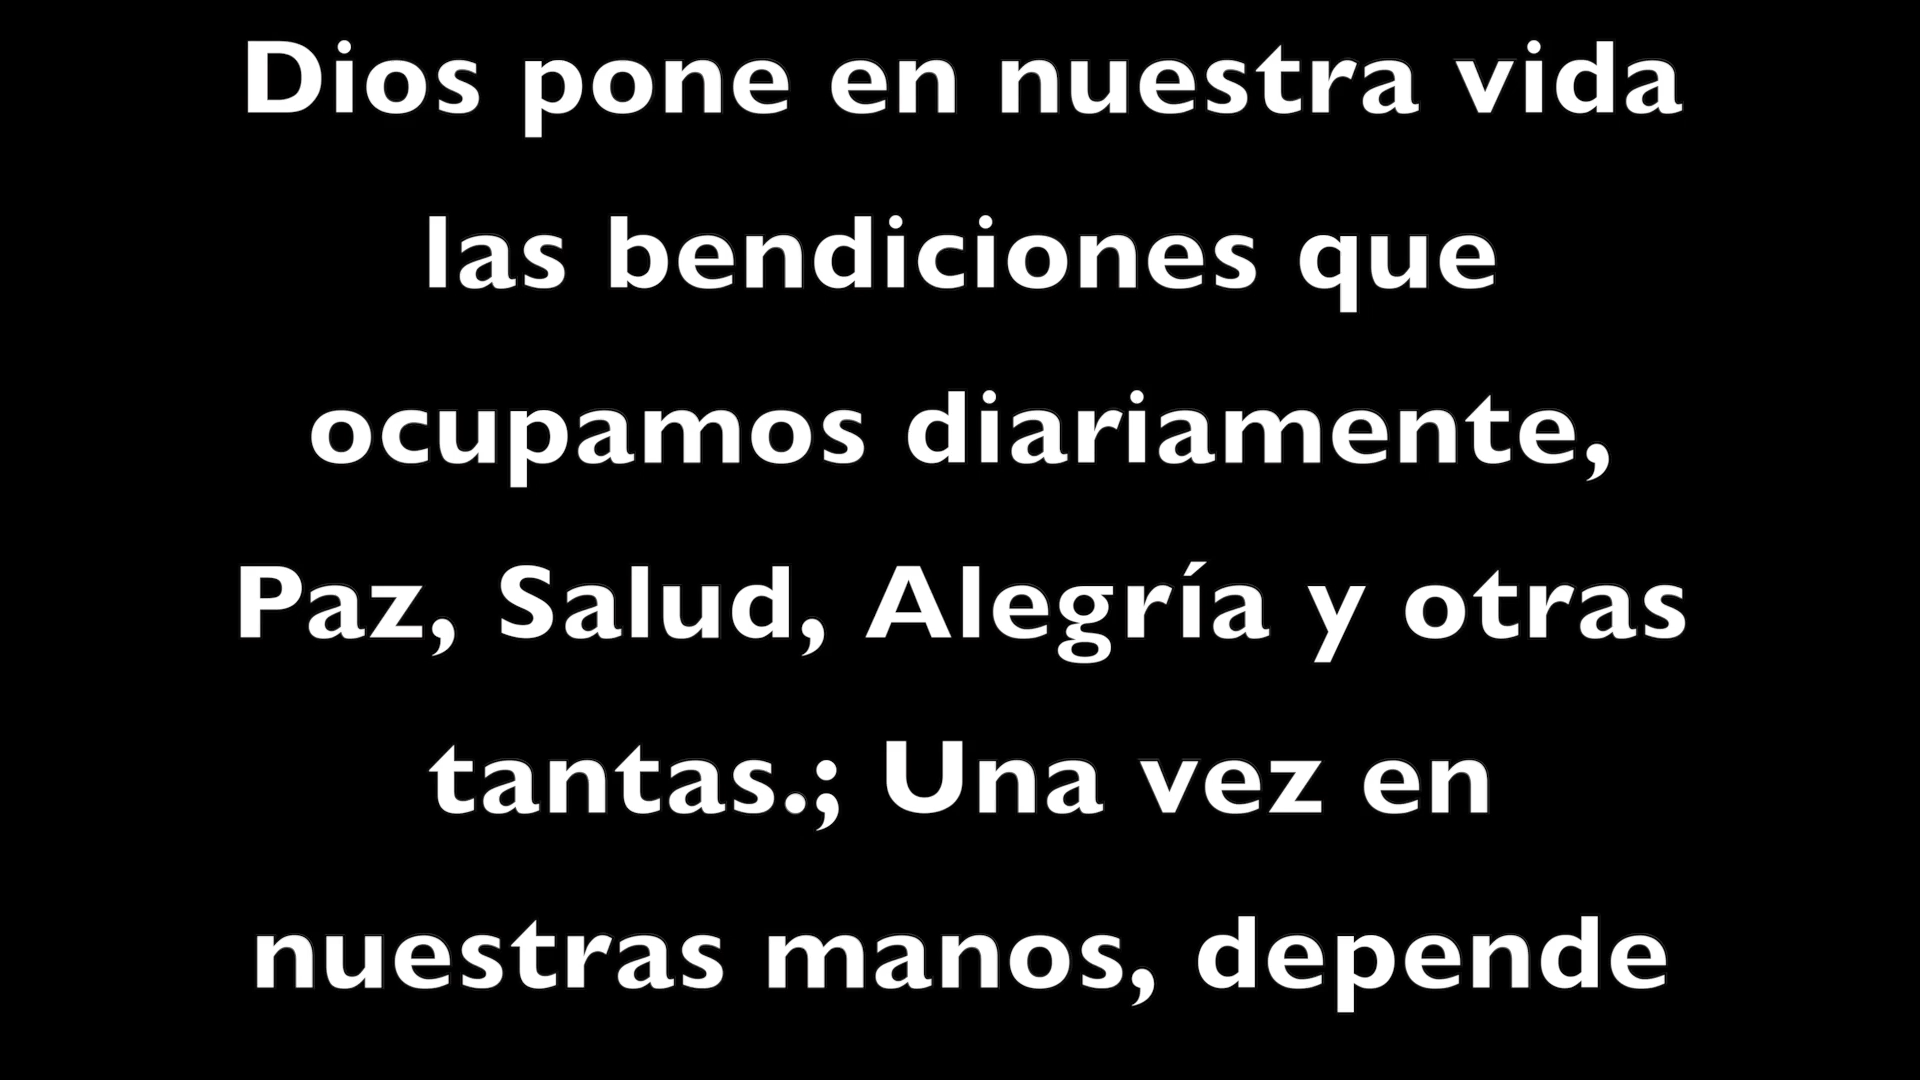 Dios pone en nuestra vida
las bendiciones que
ocupamos diariamente,
Paz, Salud, Alegría y otras
tantas.; Una vez en
nuestras manos, depende